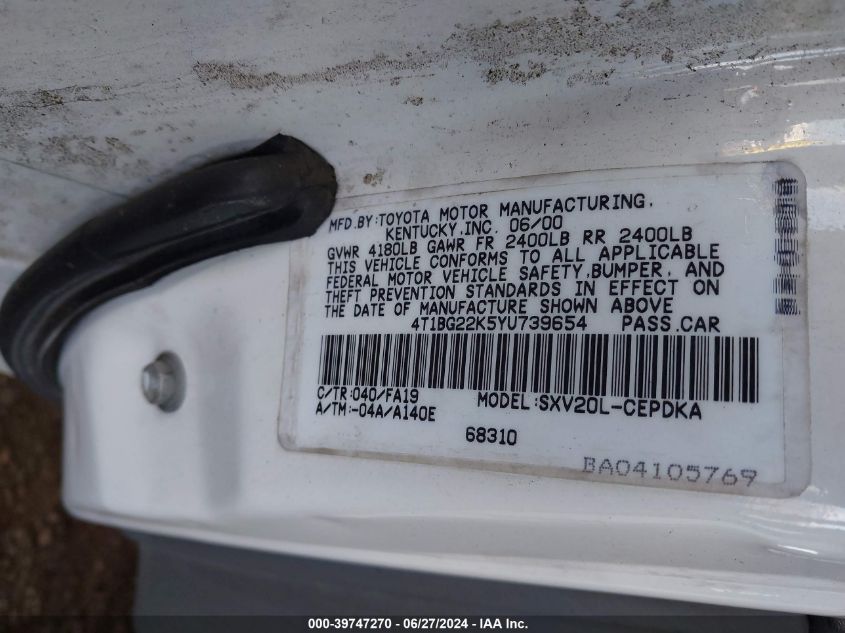 MFD.BY:TOYOTA MOTOR MANUFACTURING,
KENTUCKY,INC. 06/00
GVWR 4180LB GAWR FR 2400LB RR 2400LB
THIS VEHICLE CONFORMS TO ALL APPLICABLE
FEDERAL MOTOR VEHICLE SAFETY,BUMPER, AND
THEFT PREVENTION STANDARDS IN EFFECT ON
THE DATE OF MANUFACTURE SHOWN ABOVE
4T1BG22K5YU739654 PASS.CAR
C/TR:040/FA19
A/TM:-04A/A140E
MODEL:SXV20L-CEPDKA
68310
BA04105769
000-39747270 - 06/27/2024 - IAA Inc.